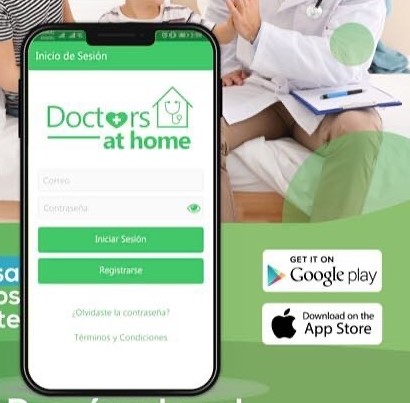 Inicio de Sesión
Doctors
at home
Correo
Contraseña
Iniciar Sesión
Registrarse
¿Olvidaste la contraseña?
Términos y Condiciones
GET IT ON
Google play
Download on the
App Store
sa
os
te